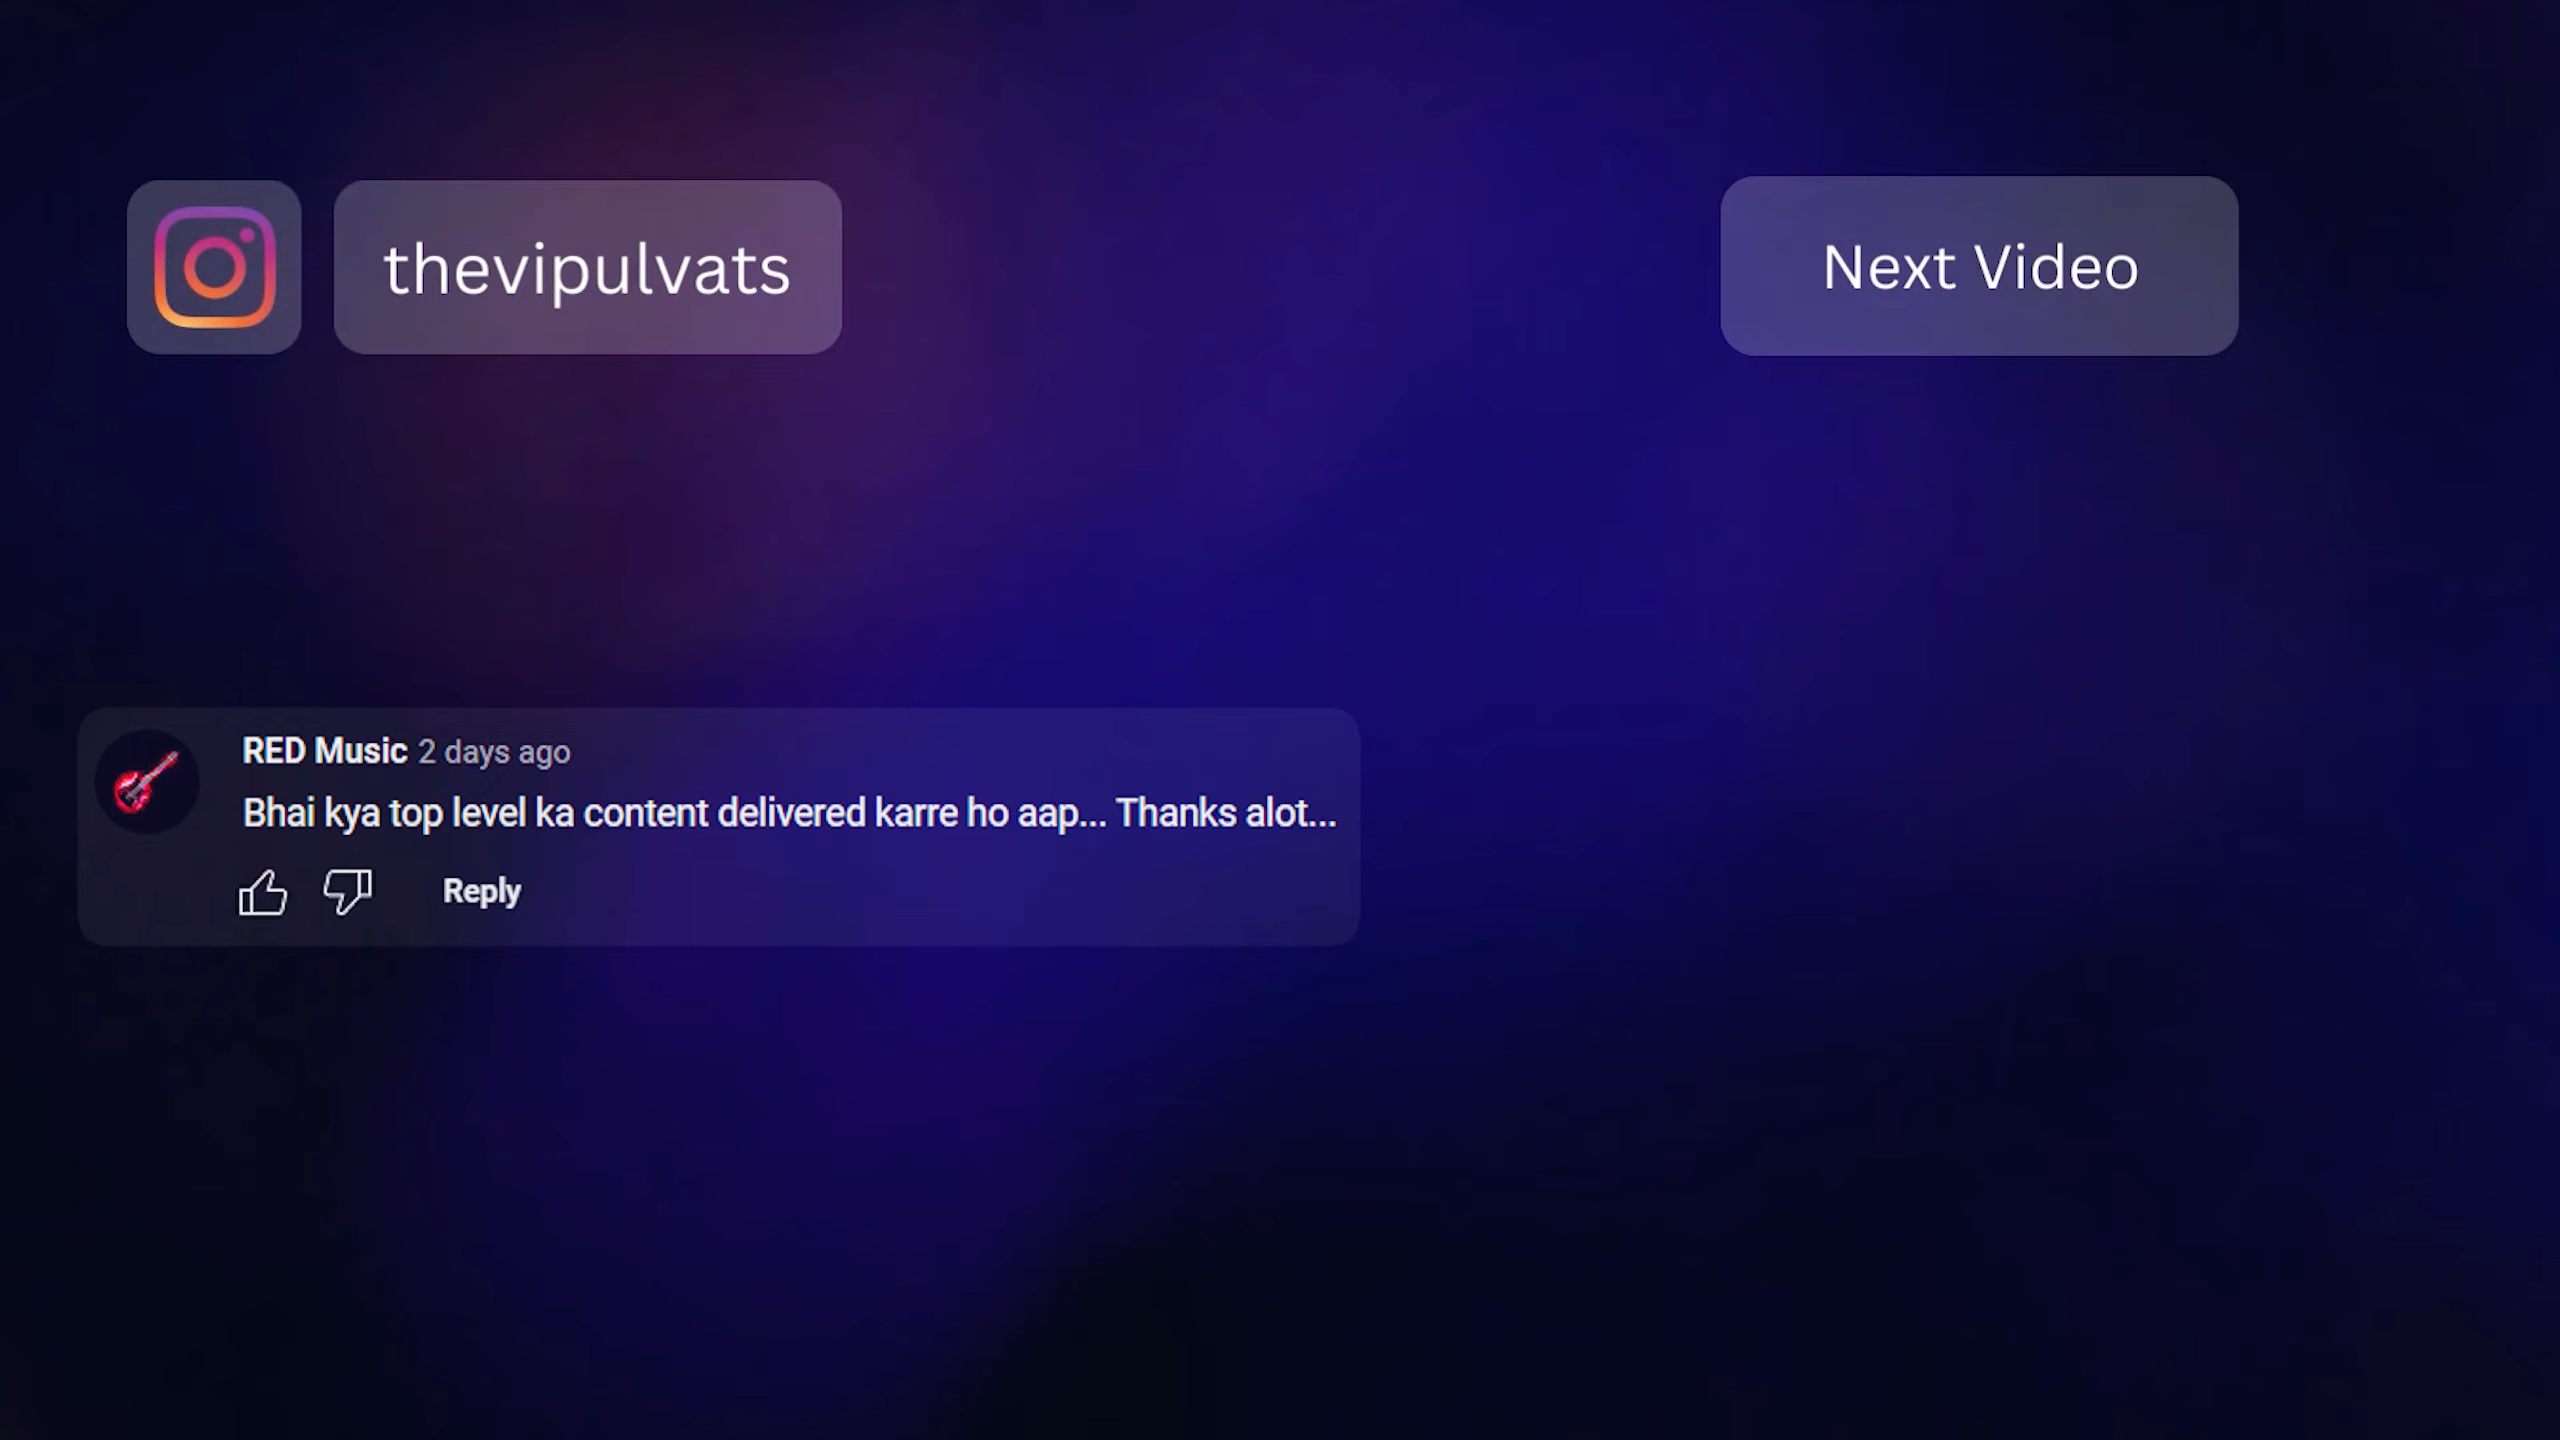 thevipulvats
Next Video
RED Music 2 days ago
Bhai kya top level ka content delivered karre ho aap... Thanks alot...
Reply